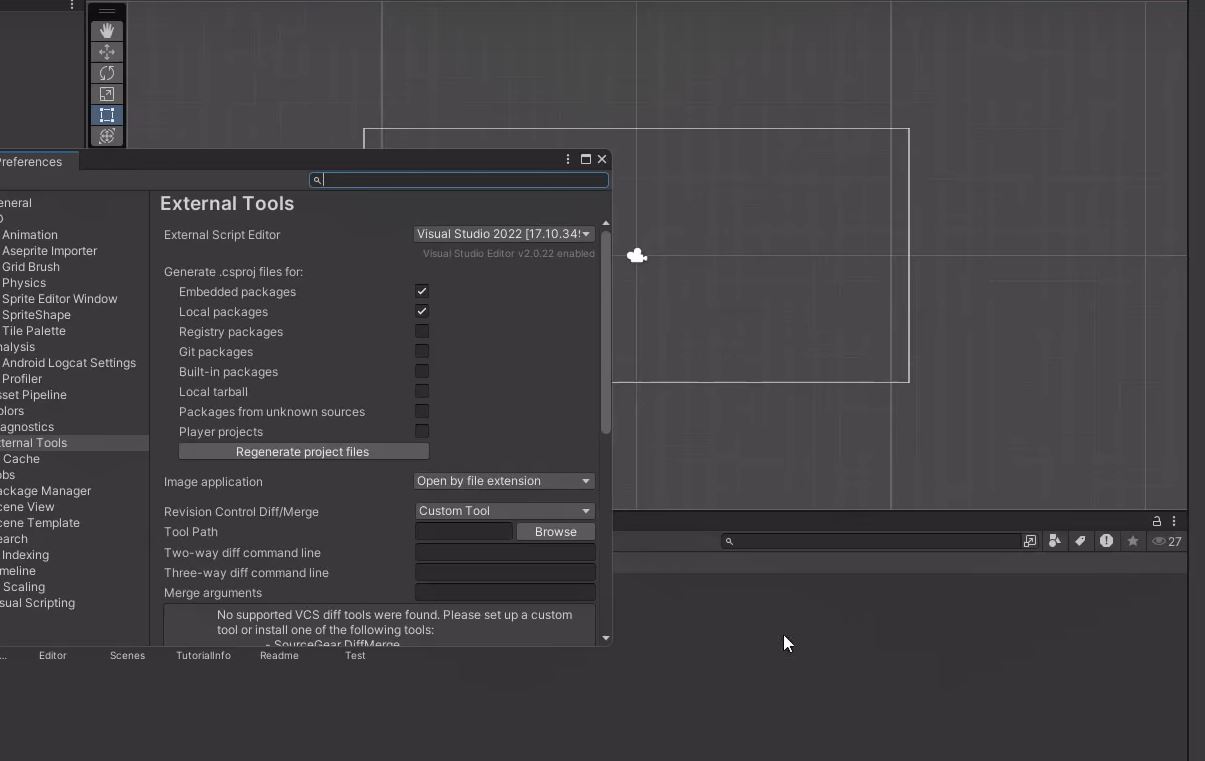 Preferences
External Tools
eneral
D
Animation
Aseprite Importer
Grid Brush
Physics
Sprite Editor Window
SpriteShape
Tile Palette
nalysis
Android Logcat Settings
Profiler
sset Pipeline
olors
iagnostics
ternal Tools
Cache
obs
ackage Manager
cene View
cene Template
earch
Indexing
meline
Scaling
sual Scripting
External Script Editor
Visual Studio 2022 [17.10.34
Visual Studio Editor v2.0.22 enabled
Generate .csproj files for:
Embedded packages
Local packages
Registry packages
Git packages
Built-in packages
Local tarball
Packages from unknown sources
Player projects
Regenerate project files
Image application
Open by file extension
Revision Control Diff/Merge
Custom Tool
Tool Path
Browse
Two-way diff command line
Three-way diff command line
Merge arguments
No supported VCS diff tools were found. Please set up a custom
tool or install one of the following tools:
- SourceGear DiffMerge
27
... Editor Scenes TutorialInfo Readme Test